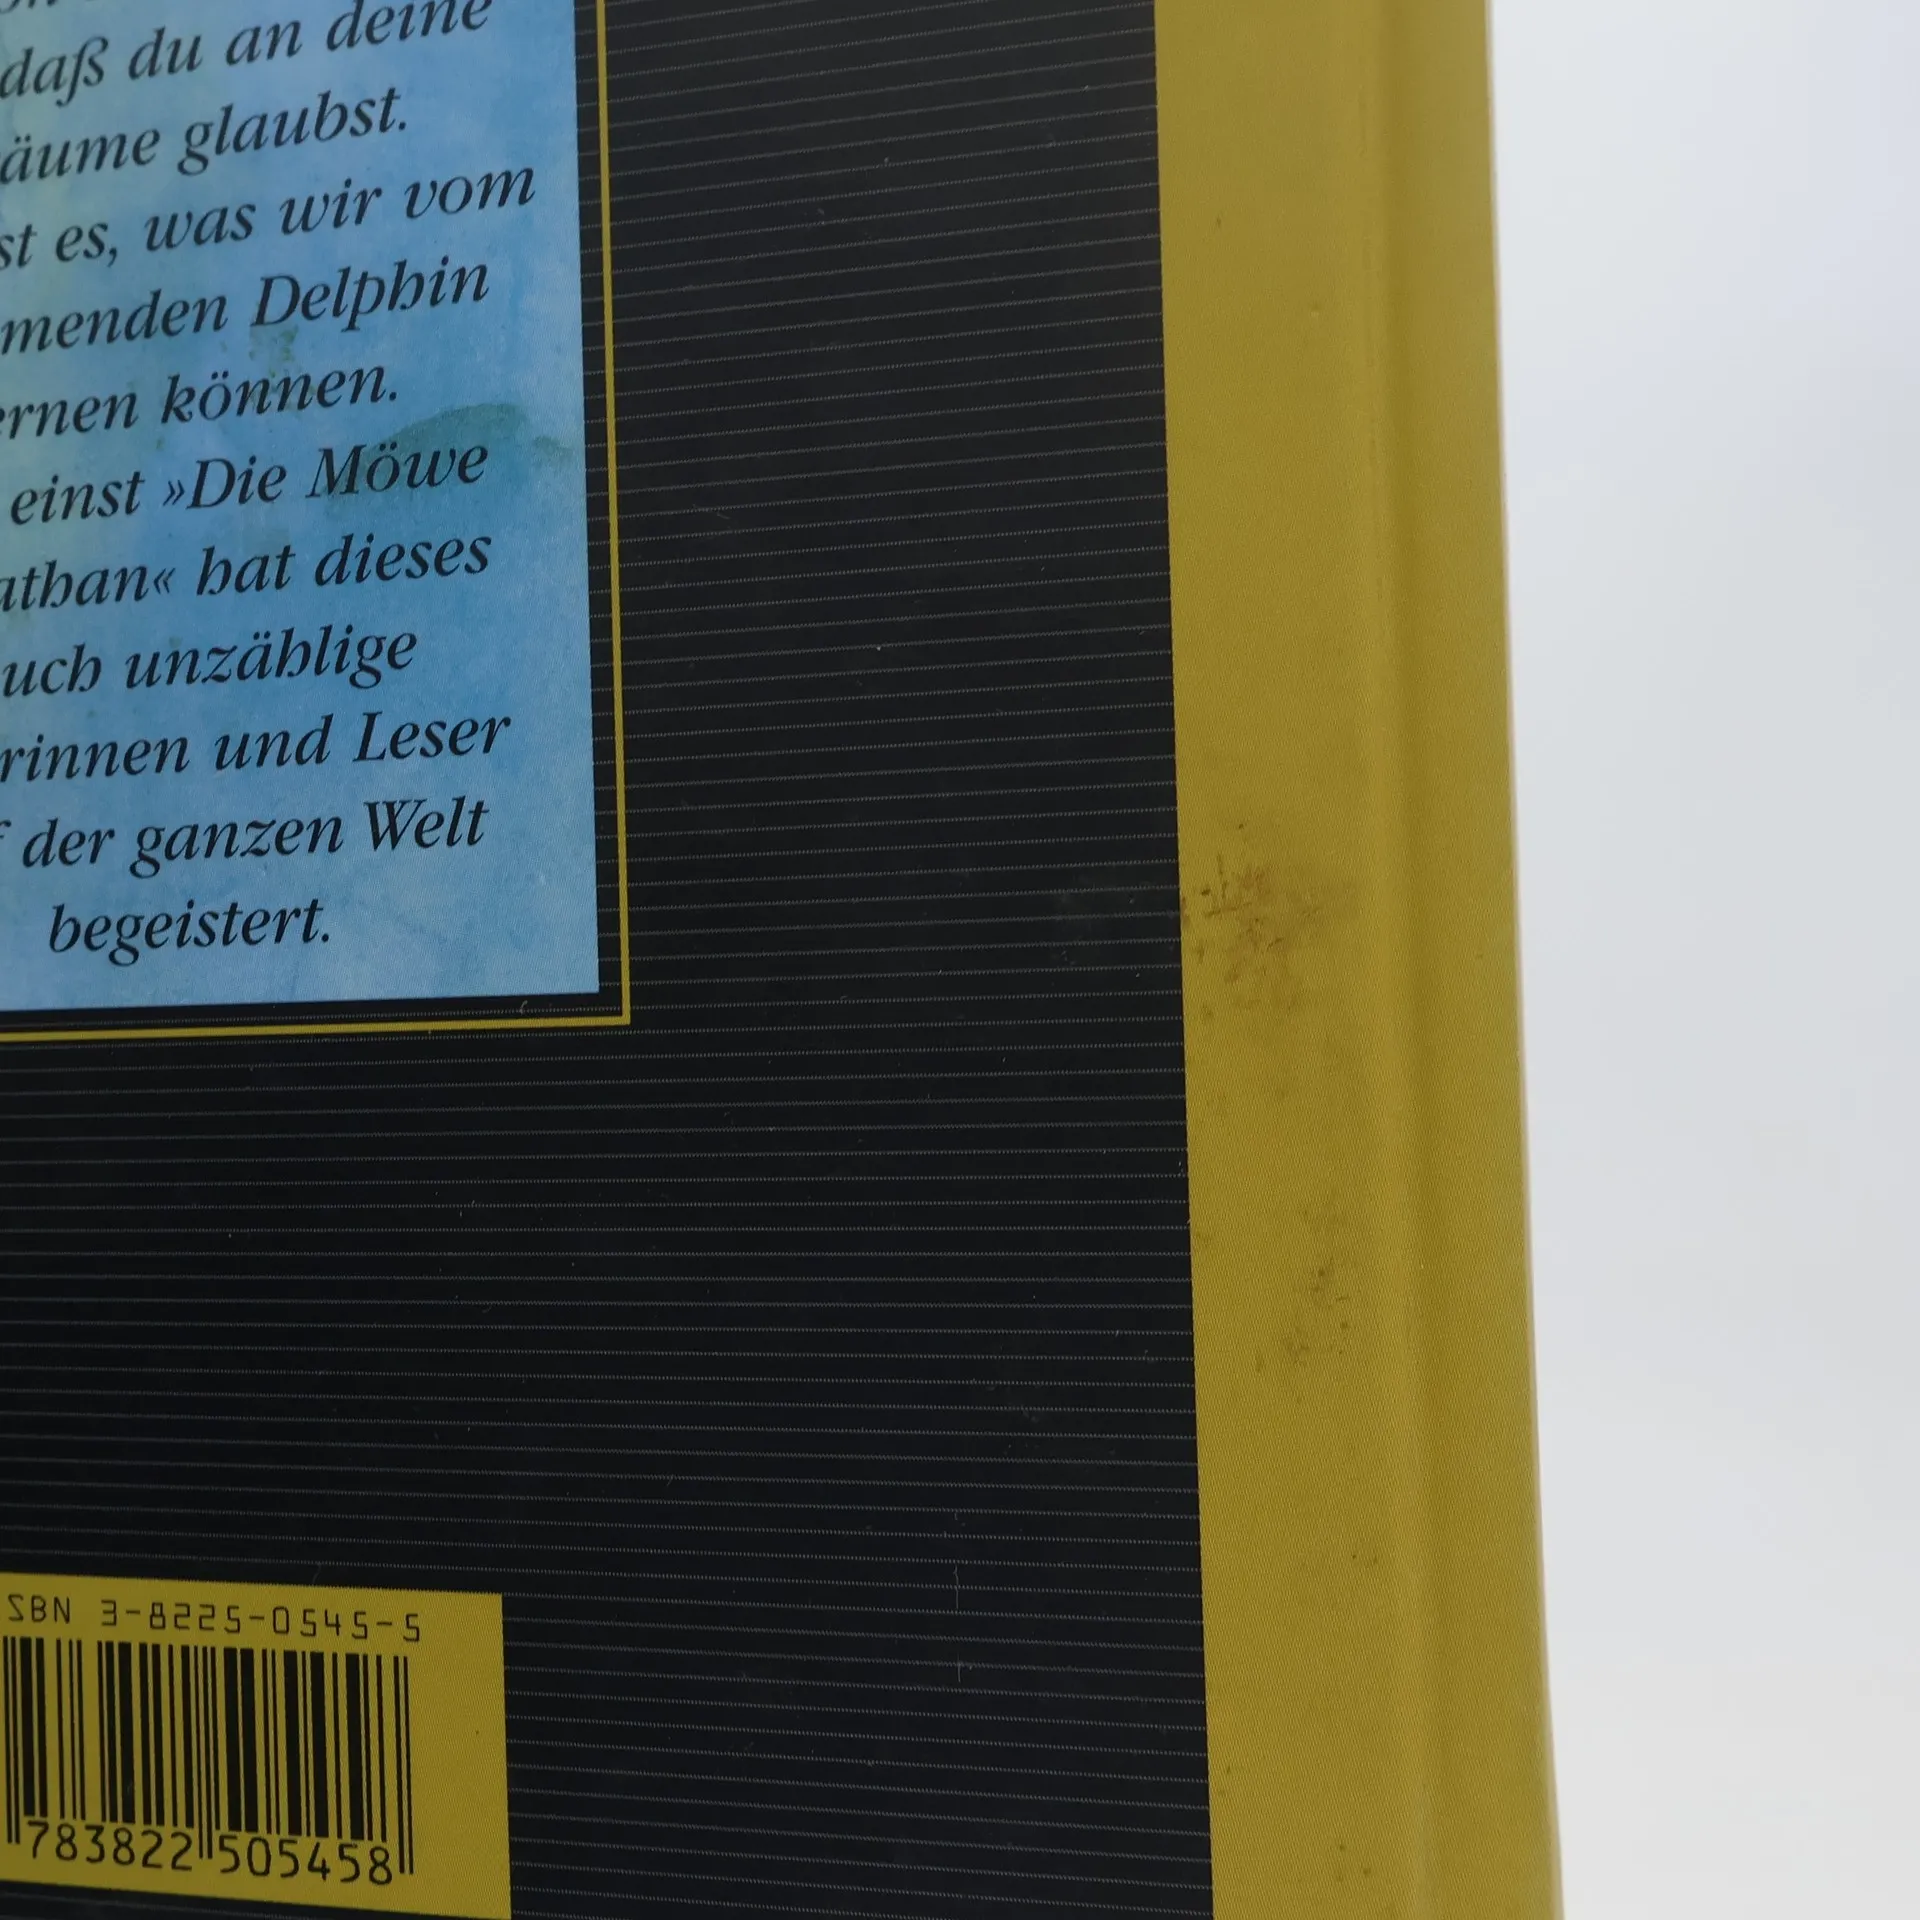 daß du an deine
äume glaubst.
st es, was wir vom
menden Delphin
ernen können.
einst »Die Möwe
athan« hat dieses
uch unzählige
rinnen und Leser
der ganzen Welt
begeistert.
SBN 3-8225-0545-5
783822 505458